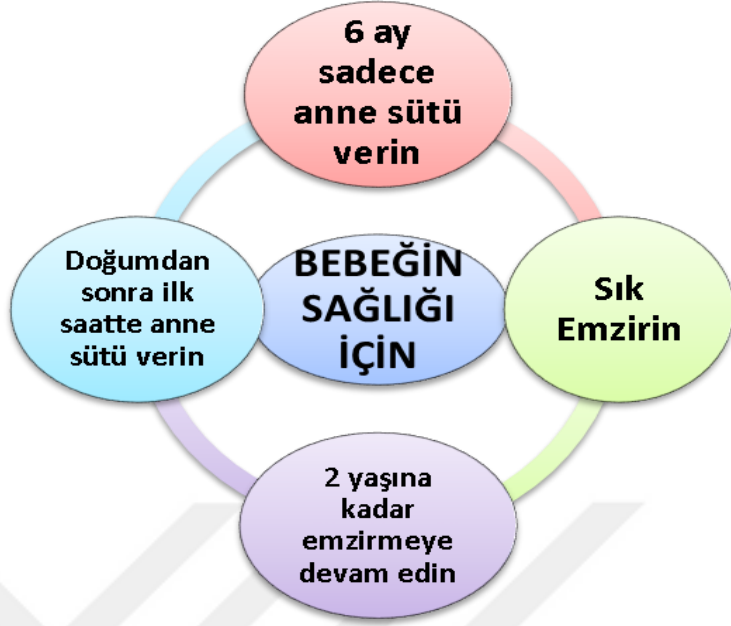 6 ay
sadece
anne sütü
verin
Doğumdan
sonra ilk
saatte anne
sütü verin
BEBEĞİN
SAĞLIĞI
İÇİN
Sık
Emzirin
2 yaşına
kadar
emzirmeye
devam edin